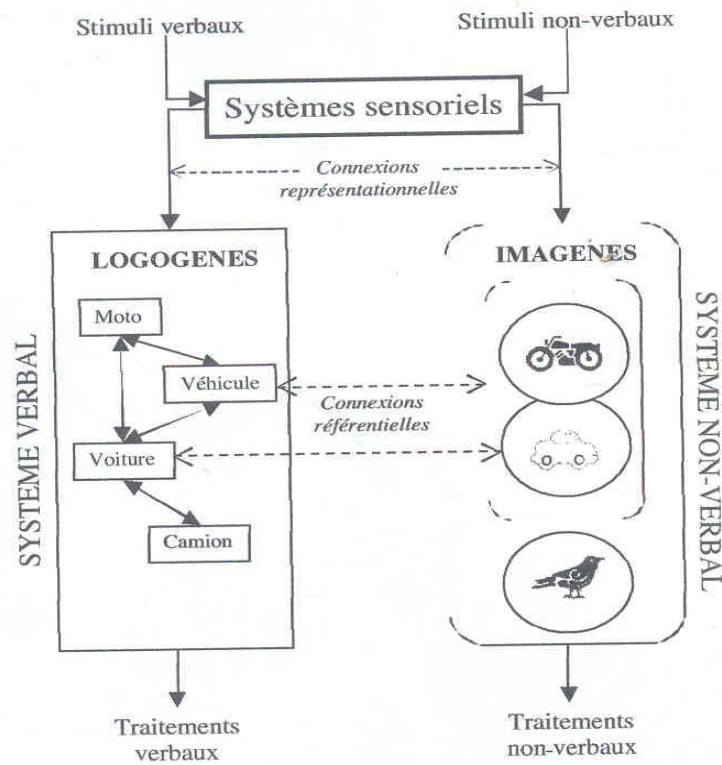 Stimuli verbaux
Stimuli non-verbaux
Systèmes sensoriels
Connexions
représentationnelles
LOGOGENES
IMAGENES
Moto
Véhicule
Connexions
référentielles
Voiture
Camion
SYSTEME VERBAL
SYSTEME NON-VERBAL
Traitements
verbaux
Traitements
non-verbaux